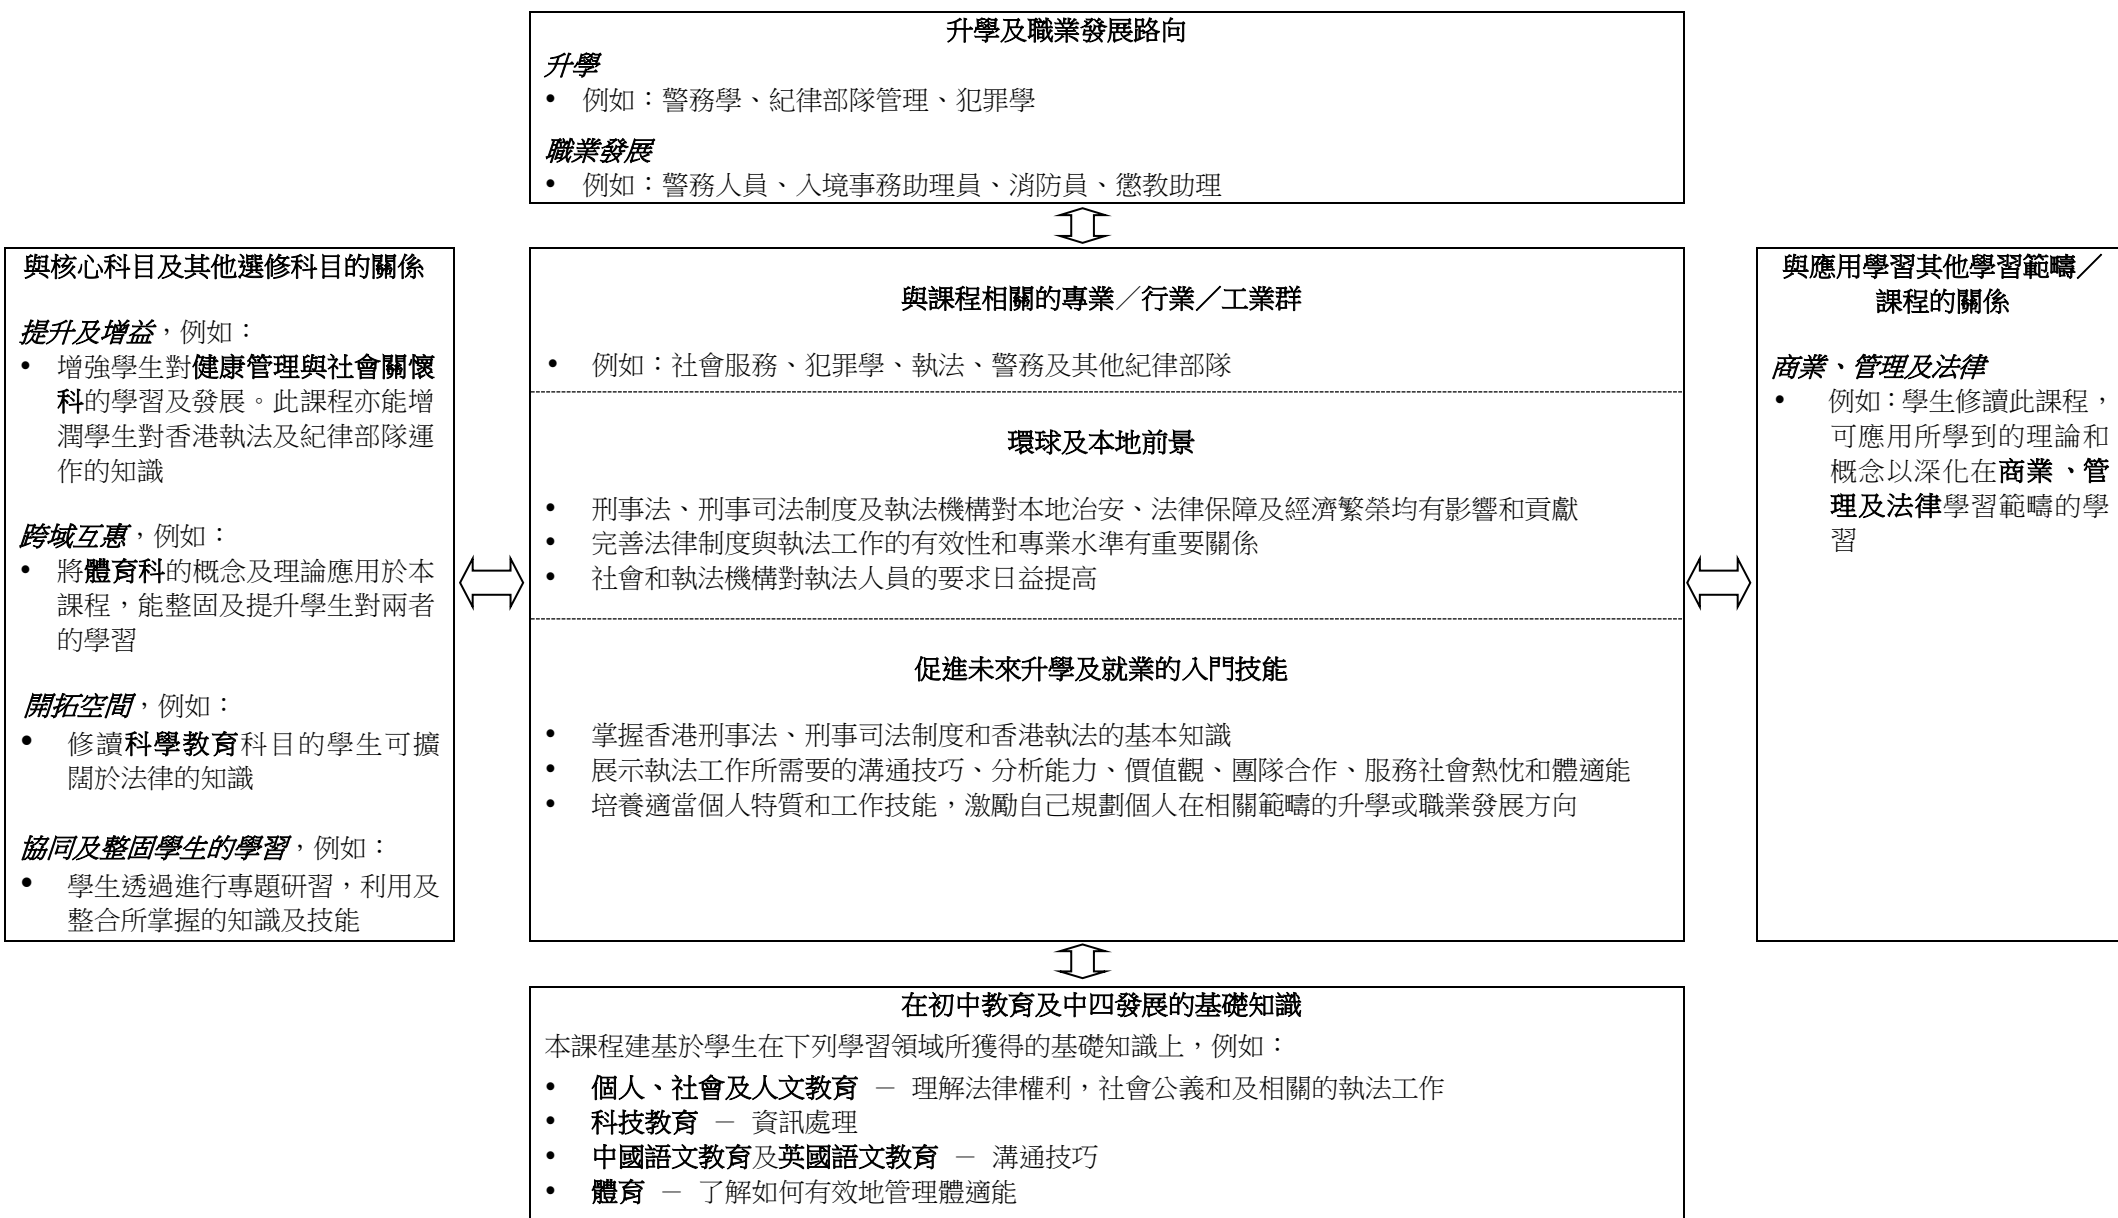 升學及職業發展路向
升學
• 例如：警務學、紀律部隊管理、犯罪學
職業發展
• 例如：警務人員、入境事務助理員、消防員、懲教助理
與核心科目及其他選修科目的關係
提升及增益，例如：
• 增強學生對健康管理與社會關懷
科的學習及發展。此課程亦能增
潤學生對香港執法及紀律部隊運
作的知識
跨域互惠，例如：
• 將體育科的概念及理論應用於本
課程，能整固及提升學生對兩者
的學習
開拓空間，例如：
• 修讀科學教育科目的學生可擴
闊於法律的知識
協同及整固學生的學習，例如：
• 學生透過進行專題研習，利用及
整合所掌握的知識及技能
與課程相關的專業／行業／工業群
• 例如：社會服務、犯罪學、執法、警務及其他紀律部隊
環球及本地前景
• 刑事法、刑事司法制度及執法機構對本地治安、法律保障及經濟繁榮均有影響和貢獻
• 完善法律制度與執法工作的有效性和專業水準有重要關係
• 社會和執法機構對執法人員的要求日益提高
促進未來升學及就業的入門技能
• 掌握香港刑事法、刑事司法制度和香港執法的基本知識
• 展示執法工作所需要的溝通技巧、分析能力、價值觀、團隊合作、服務社會熱忱和體適能
• 培養適當個人特質和工作技能，激勵自己規劃個人在相關範疇的升學或職業發展方向
與應用學習其他學習範疇／
課程的關係
商業、管理及法律
• 例如：學生修讀此課程，
可應用所學到的理論和
概念以深化在商業、管
理及法律學習範疇的學
習
在初中教育及中四發展的基礎知識
本課程建基於學生在下列學習領域所獲得的基礎知識上，例如：
• 個人、社會及人文教育 － 理解法律權利，社會公義和及相關的執法工作
• 科技教育 － 資訊處理
• 中國語文教育及英國語文教育 － 溝通技巧
• 體育 － 了解如何有效地管理體適能